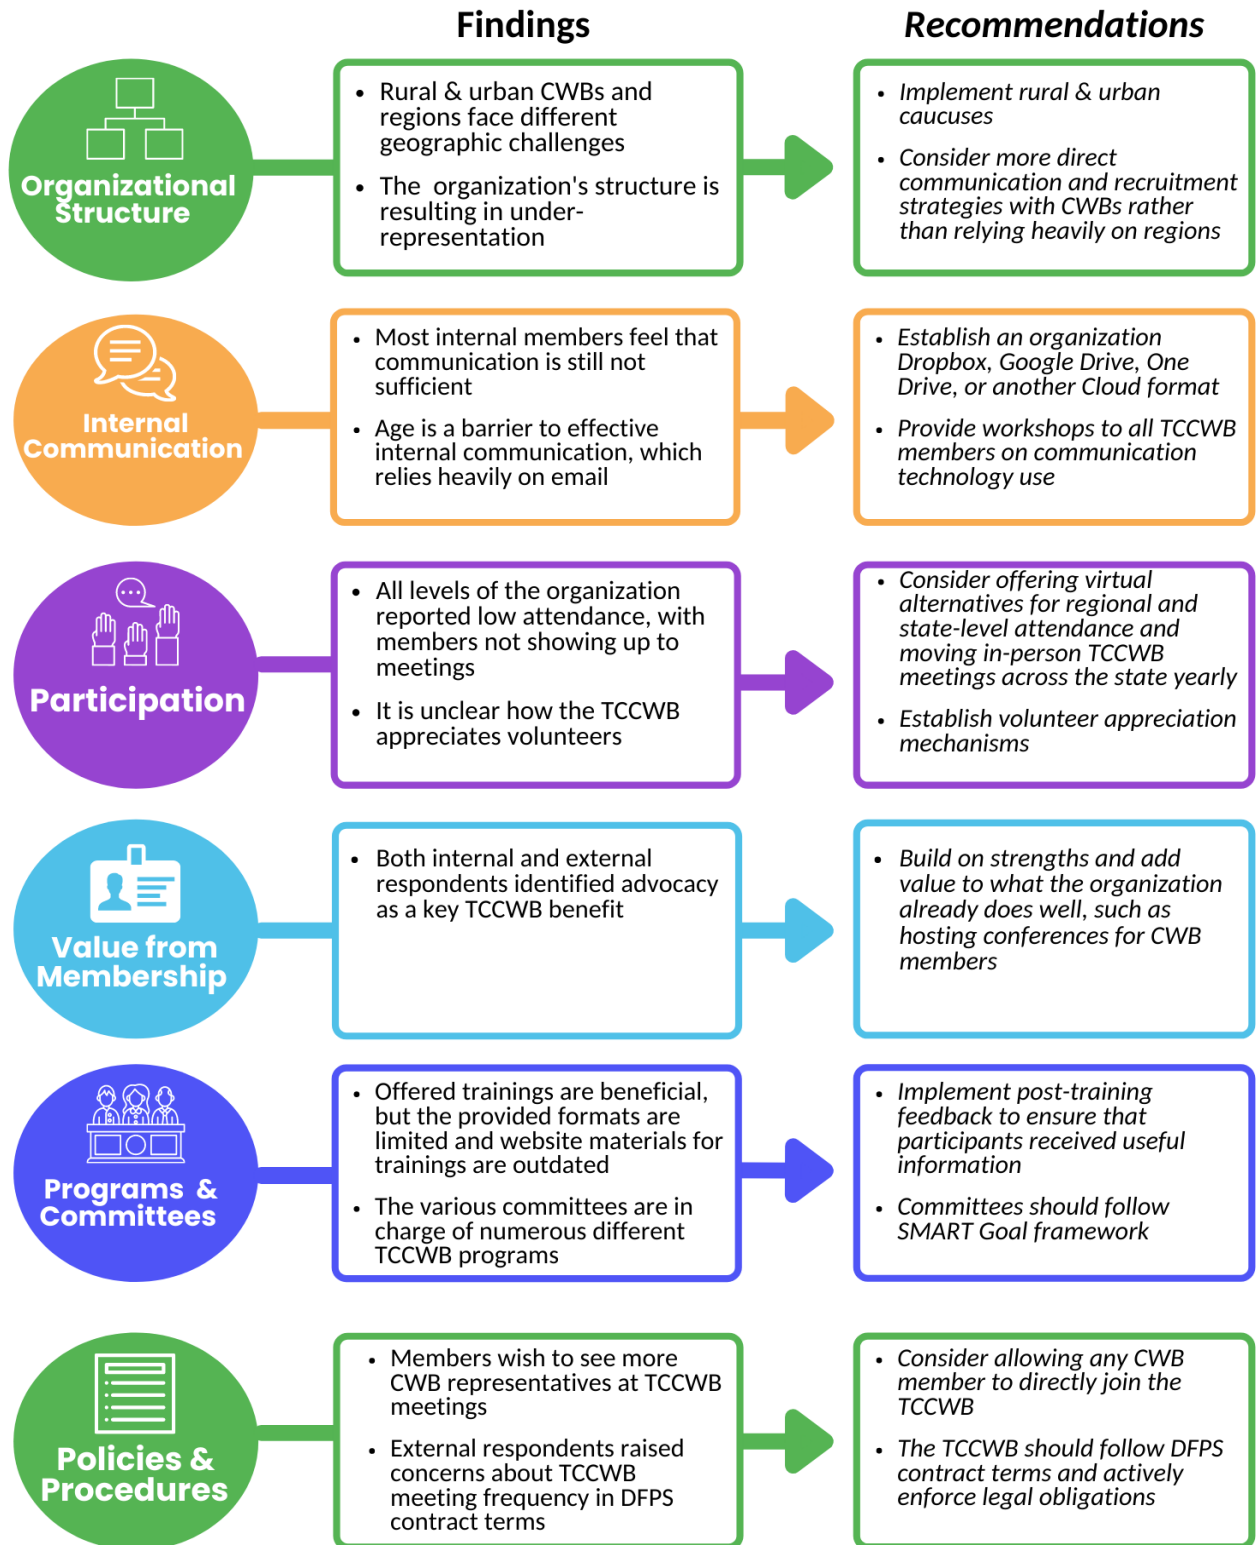 Findings
Recommendations
Organizational
Structure
• Rural & urban CWBs and
regions face different
geographic challenges
• The  organization's structure is
resulting in under-
representation
• Implement rural & urban
caucuses
• Consider more direct
communication and recruitment
strategies with CWBs rather
than relying heavily on regions
Internal
Communication
• Most internal members feel that
communication is still not
sufficient
• Age is a barrier to effective
internal communication, which
relies heavily on email
• Establish an organization
Dropbox, Google Drive, One
Drive, or another Cloud format
• Provide workshops to all TCCWB
members on communication
technology use
Participation
• All levels of the organization
reported low attendance, with
members not showing up to
meetings
• It is unclear how the TCCWB
appreciates volunteers
• Consider offering virtual
alternatives for regional and
state-level attendance and
moving in-person TCCWB
meetings across the state yearly
• Establish volunteer appreciation
mechanisms
Value from
Membership
• Both internal and external
respondents identified advocacy
as a key TCCWB benefit
• Build on strengths and add
value to what the organization
already does well, such as
hosting conferences for CWB
members
Programs  &
Committees
• Offered trainings are beneficial,
but the provided formats are
limited and website materials for
trainings are outdated
• The various committees are in
charge of numerous different
TCCWB programs
• Implement post-training
feedback to ensure that
participants received useful
information
• Committees should follow
SMART Goal framework
Policies &
Procedures
• Members wish to see more
CWB representatives at TCCWB
meetings
• External respondents raised
concerns about TCCWB
meeting frequency in DFPS
contract terms
• Consider allowing any CWB
member to directly join the
TCCWB
• The TCCWB should follow DFPS
contract terms and actively
enforce legal obligations